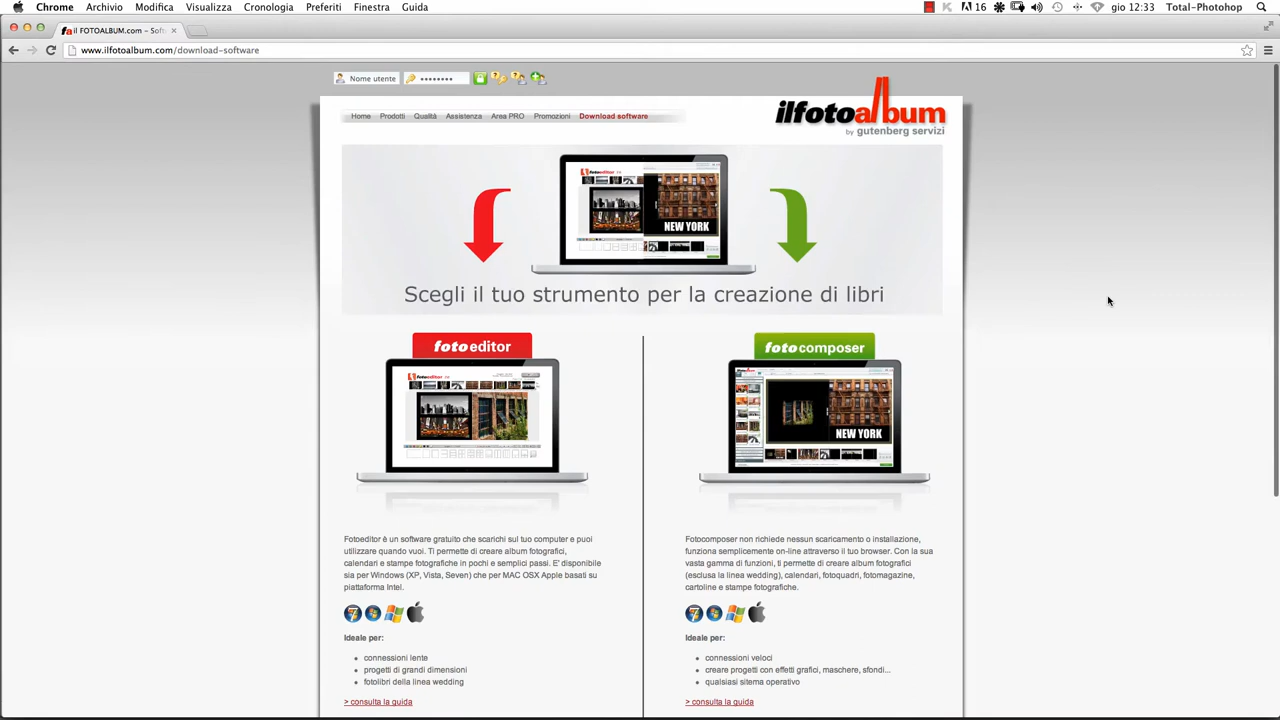 Chrome Archivio Modifica Visualizza Cronologia Preferiti Finestra Guida 16 gio 12:33 Total-Photohop
il FOTOALBUM.com – Soft
www.ilfotoalbum.com/download-software
Nome utente ••••••••
ilfotoalbum
by gutenberg servizi
Home Prodotti Qualità Assistenza Area PRO Promozioni Download software
fotoeditor
NEW YORK
Scegli il tuo strumento per la creazione di libri
fotoeditor
fotocomposer
fotoeditor
NEW YORK
Fotoeditor è un software gratuito che scarichi sul tuo computer e puoi
utilizzare quando vuoi. Ti permette di creare album fotografici,
calendari e stampe fotografiche in pochi e semplici passi. E' disponibile
sia per Windows (XP, Vista, Seven) che per MAC OSX Apple basati su
piattaforma Intel.
Ideale per:
• connessioni lente
• progetti di grandi dimensioni
• fotolibri della linea wedding
> consulta la guida
Fotocomposer non richiede nessun scaricamento o installazione,
funziona semplicemente on-line attraverso il tuo browser. Con la sua
vasta gamma di funzioni, ti permette di creare album fotografici
(esclusa la linea wedding), calendari, fotoquadri, fotomagazine,
cartoline e stampe fotografiche.
Ideale per:
• connessioni veloci
• creare progetti con effetti grafici, maschere, sfondi...
• qualsiasi sitema operativo
> consulta la guida